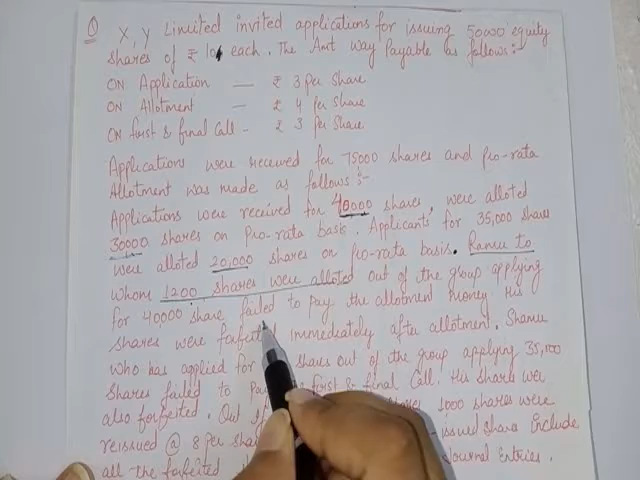 Q X, Y Limited invited applications for issuing 50000 equity
shares of ₹ 10 each. The Amt way Payable as follows:-
ON Application — ₹ 3 per share
ON Allotment — ₹ 4 per share
ON first & final Call - ₹ 3 per share
Applications were received for 75000 shares and pro-rata
Allotment was made as follows:-
Applications were received for 40000 shares, were alloted
30000 shares on pro-rata basis. Applicants for 35,000 shares
were alloted 20,000 shares on pro-rata basis. Ramu to
whom 1200 shares were alloted out of the group applying
for 40,000 share failed to pay the allotment money. His
shares were forfeited immediately after allotment. Shamu
who has applied for shares out of the group applying 35,000
shares failed to pay first & final Call. His shares wer
also forfeited. Out 1000 shares were
reissued @ 8 per shar issued share include
all the forfeited Journal Entries.